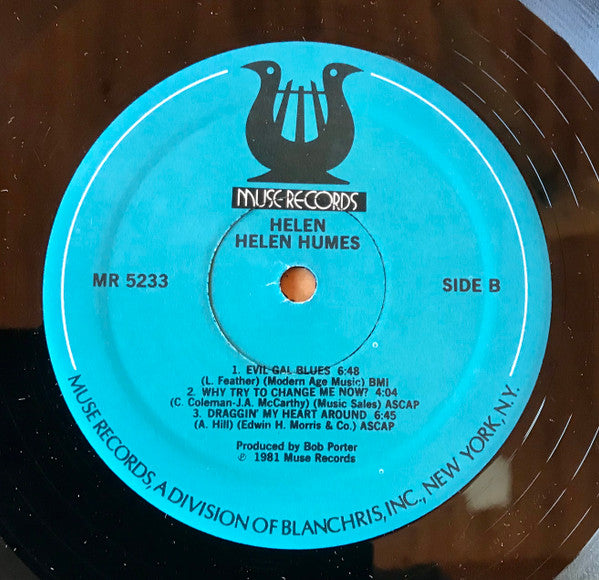 MUSE RECORDS
HELEN
HELEN HUMES
MR 5233
SIDE B
1. EVIL GAL BLUES 6:48
(L. Feather) (Modern Age Music) BMI
2. WHY TRY TO CHANGE ME NOW? 4:04
(C. Coleman-J.A. McCarthy) (Music Sales) ASCAP
3. DRAGGIN' MY HEART AROUND 6:45
(A. Hill) (Edwin H. Morris & Co.) ASCAP
Produced by Bob Porter
℗ 1981 Muse Records
MUSE RECORDS, A DIVISION OF BLANCHRIS, INC., NEW YORK, N.Y.